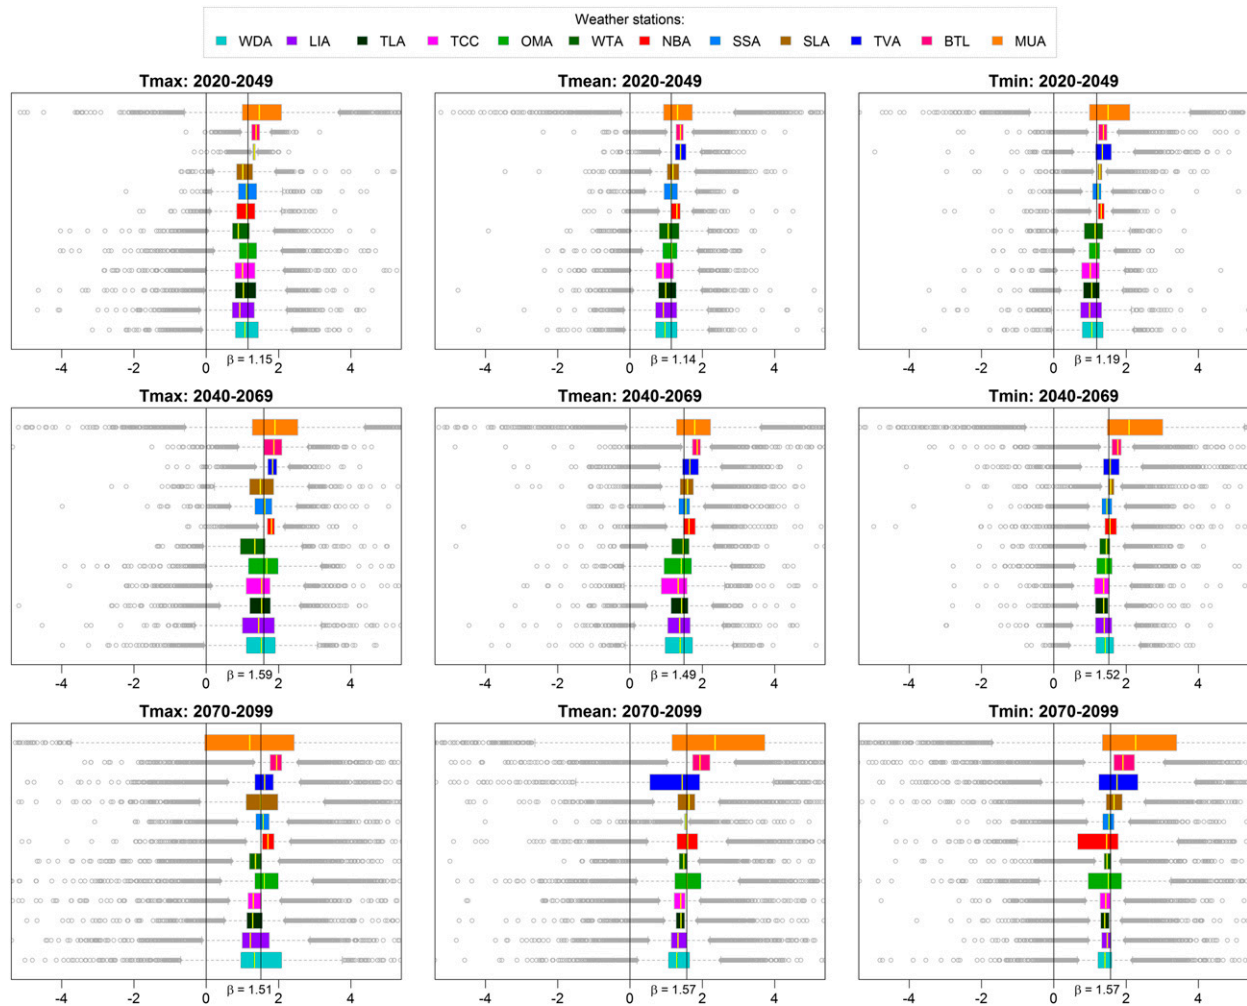 Weather stations:
WDA LIA TLA TCC OMA WTA NBA SSA SLA TVA BTL MUA
Tmax: 2020-2049 Tmean: 2020-2049 Tmin: 2020-2049
β = 1.15 β = 1.14 β = 1.19
-4 -2 0 2 4 -4 -2 0 2 4 -4 -2 0 2 4
Tmax: 2040-2069 Tmean: 2040-2069 Tmin: 2040-2069
β = 1.59 β = 1.49 β = 1.52
-4 -2 0 2 4 -4 -2 0 2 4 -4 -2 0 2 4
Tmax: 2070-2099 Tmean: 2070-2099 Tmin: 2070-2099
β = 1.51 β = 1.57 β = 1.57
-4 -2 0 2 4 -4 -2 0 2 4 -4 -2 0 2 4